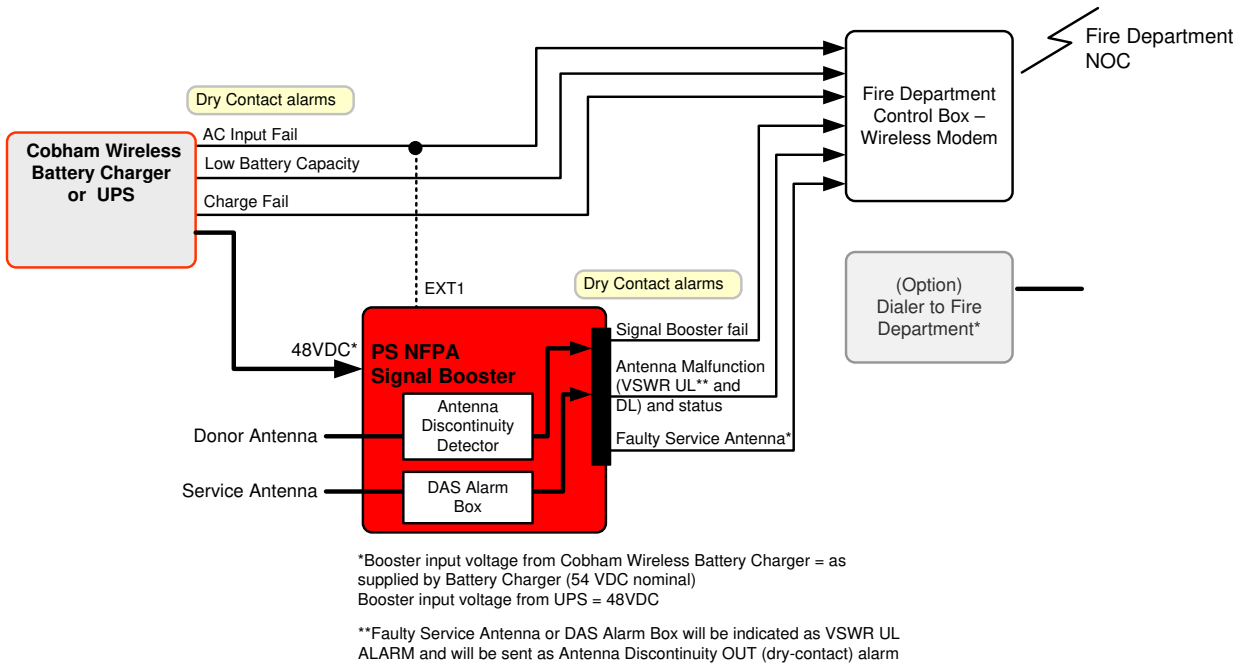 Fire Department
NOC
Dry Contact alarms
AC Input Fail
Low Battery Capacity
Charge Fail
Cobham Wireless
Battery Charger
or UPS
Fire Department
Control Box –
Wireless Modem
(Option)
Dialer to Fire
Department*
EXT1
Dry Contact alarms
48VDC*
PS NFPA
Signal Booster
Signal Booster fail
Antenna Malfunction
(VSWR UL** and
DL) and status
Faulty Service Antenna*
Antenna
Discontinuity
Detector
Donor Antenna
DAS Alarm
Box
Service Antenna
*Booster input voltage from Cobham Wireless Battery Charger = as
supplied by Battery Charger (54 VDC nominal)
Booster input voltage from UPS = 48VDC
**Faulty Service Antenna or DAS Alarm Box will be indicated as VSWR UL
ALARM and will be sent as Antenna Discontinuity OUT (dry-contact) alarm